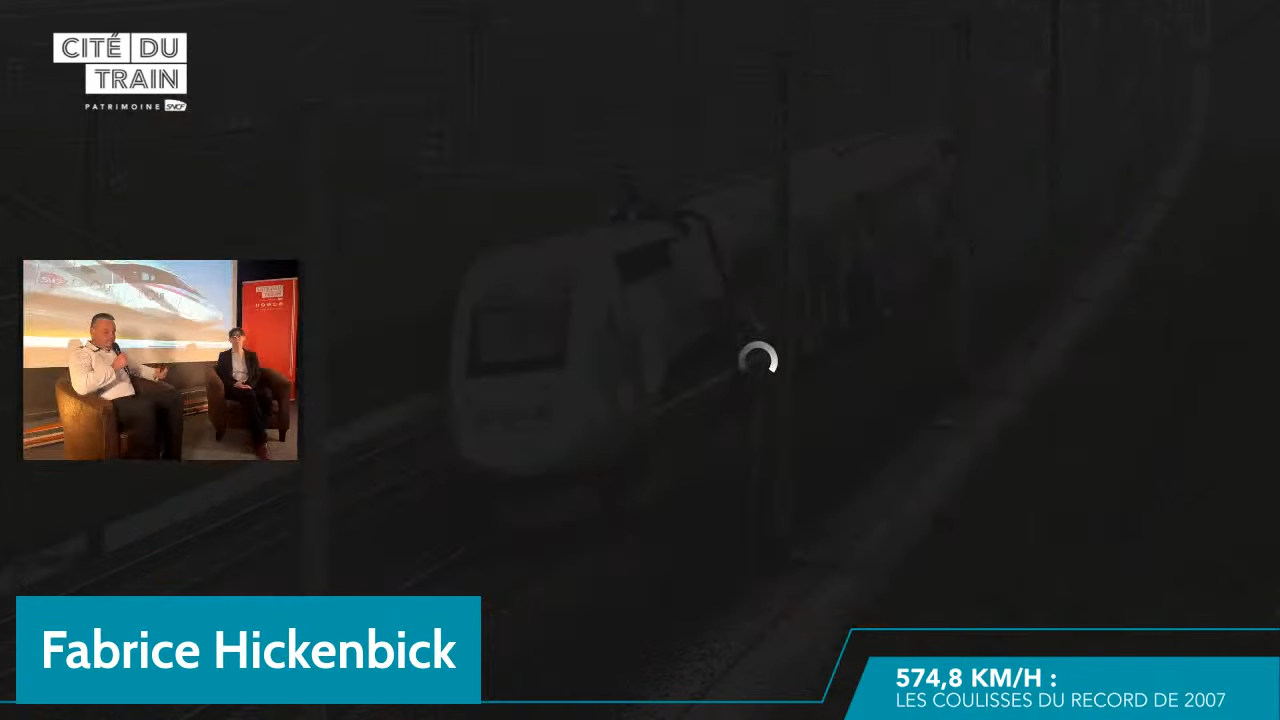 CITÉ DU
TRAIN
PATRIMOINE SNCF
Fabrice Hickenbick
574,8 KM/H :
LES COULISSES DU RECORD DE 2007